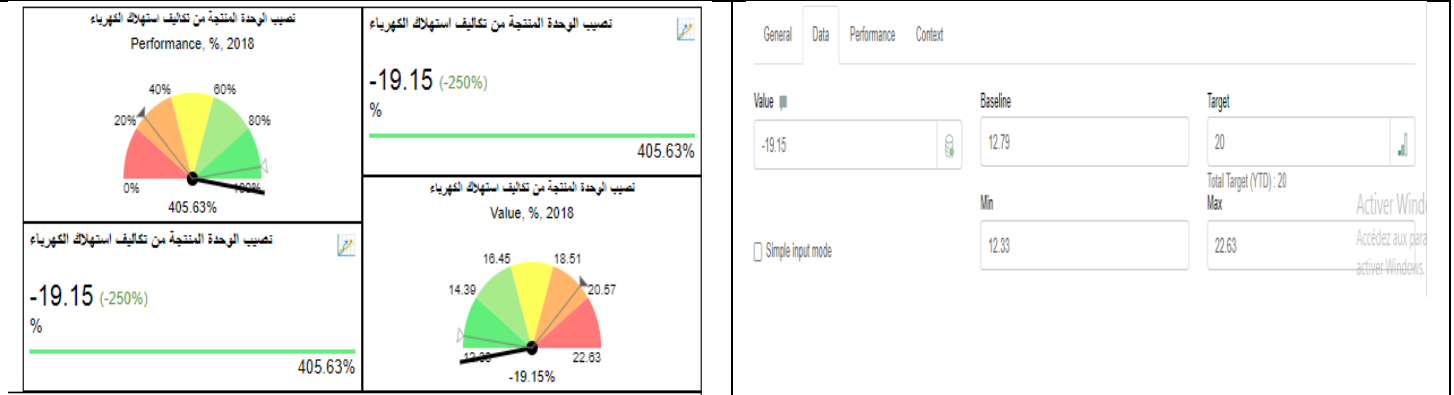 نصيب الوحدة المنتجة من تكاليف استهلاك الكهرباء
Performance, %, 2018
40%
60%
20%
80%
0%
100%
405.63%
نصيب الوحدة المنتجة من تكاليف استهلاك الكهرباء
-19.15 (-250%)
%
405.63%
نصيب الوحدة المنتجة من تكاليف استهلاك الكهرباء
-19.15 (-250%)
%
405.63%
نصيب الوحدة المنتجة من تكاليف استهلاك الكهرباء
Value, %, 2018
16.45
18.51
14.39
20.57
12.33
22.63
-19.15%
General Data Performance Context
Value Baseline Target
-19.15 12.79 20
Total Target (YTD) : 20
Min Max
12.33 22.63
Simple input mode
Activer Wind
Accédez aux para
activer Windows.